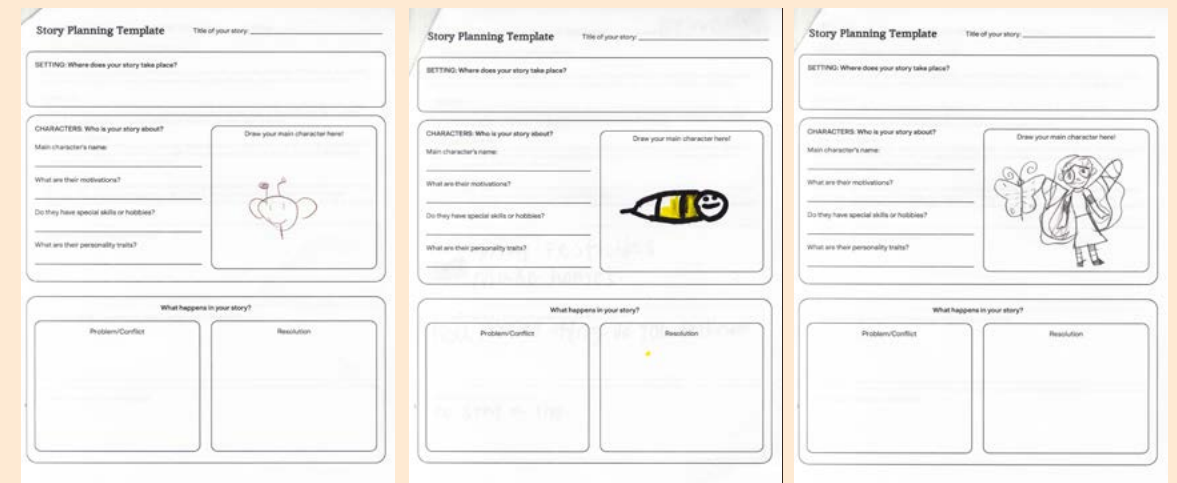 Story Planning Template
Title of your story:
SETTING: Where does your story take place?
CHARACTERS: Who is your story about?
Main character's name:
What are their motivations?
Do they have special skills or hobbies?
What are their personality traits?
Draw your main character here!
What happens in your story?
Problem/Conflict
Resolution
Story Planning Template
Title of your story:
SETTING: Where does your story take place?
CHARACTERS: Who is your story about?
Main character's name:
What are their motivations?
Do they have special skills or hobbies?
What are their personality traits?
Draw your main character here!
What happens in your story?
Problem/Conflict
Resolution
Story Planning Template
Title of your story:
SETTING: Where does your story take place?
CHARACTERS: Who is your story about?
Main character's name:
What are their motivations?
Do they have special skills or hobbies?
What are their personality traits?
Draw your main character here!
What happens in your story?
Problem/Conflict
Resolution